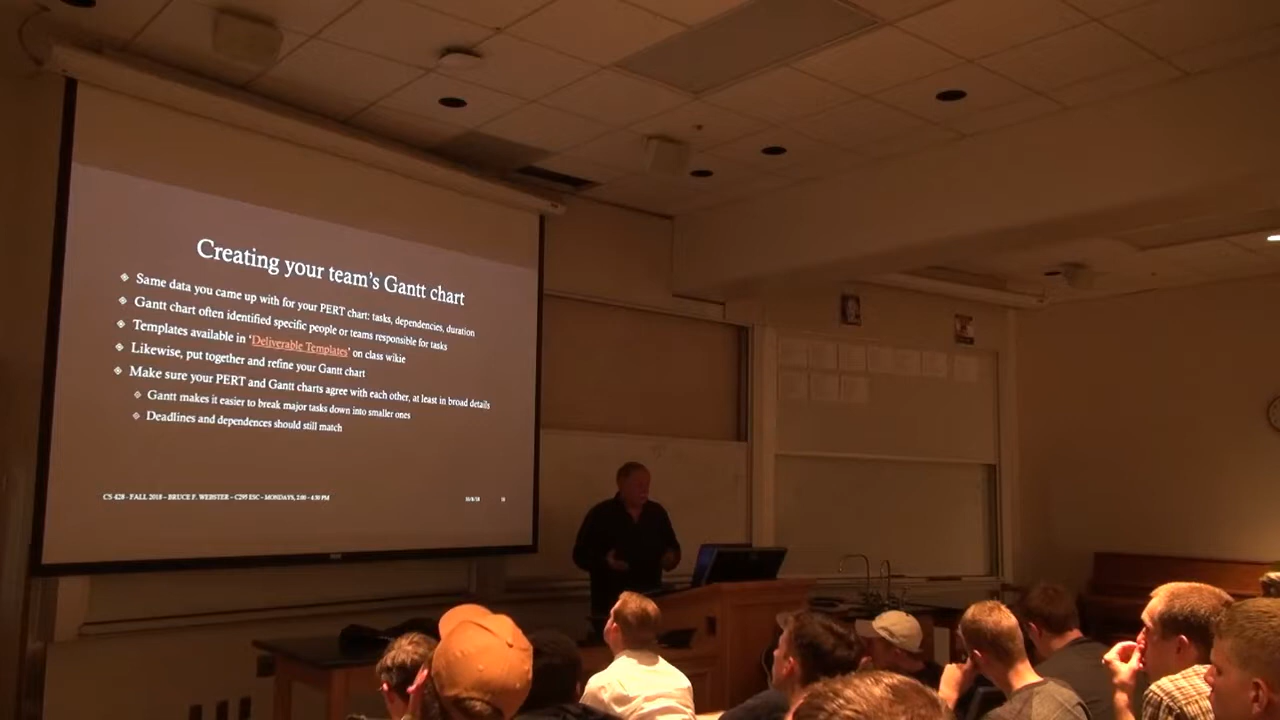 Creating your team's Gantt chart
Same data you came up with for your PERT chart: tasks, dependencies, duration
Gantt chart often identified specific people or teams responsible for tasks
Templates available in 'Deliverable Templates' on class wikie
Likewise, put together and refine your Gantt chart
Make sure your PERT and Gantt charts agree with each other, at least in broad details
Gantt makes it easier to break major tasks down into smaller ones
Deadlines and dependences should still match
CS 428 - FALL 2018 - BRUCE F. WEBSTER - C295 ESC - MONDAYS, 2:00 - 4:30 PM